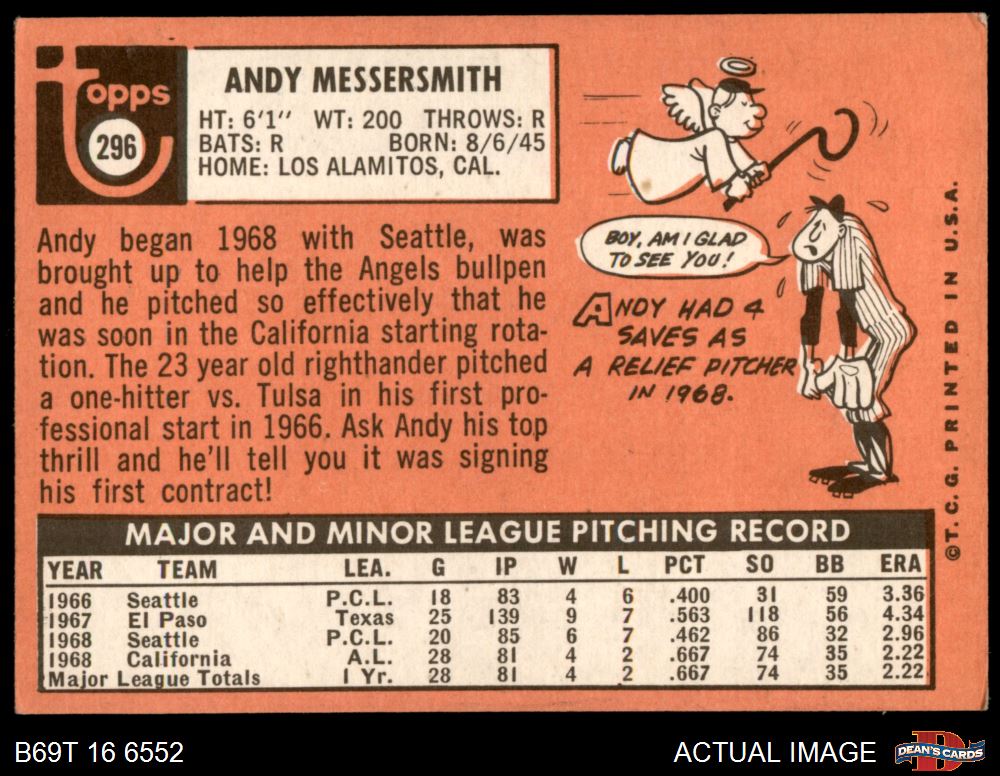 Topps
296
ANDY MESSERSMITH
HT: 6'1" WT: 200 THROWS: R
BATS: R BORN: 8/6/45
HOME: LOS ALAMITOS, CAL.
Andy began 1968 with Seattle, was
brought up to help the Angels bullpen
and he pitched so effectively that he
was soon in the California starting rota-
tion. The 23 year old righthander pitched
a one-hitter vs. Tulsa in his first pro-
fessional start in 1966. Ask Andy his top
thrill and he'll tell you it was signing
his first contract!
BOY, AM I GLAD
TO SEE YOU!
ANDY HAD 4
SAVES AS
A RELIEF PITCHER
IN 1968.
©T. C. G. PRINTED IN U.S.A.
MAJOR AND MINOR LEAGUE PITCHING RECORD
YEAR TEAM LEA. G IP W L PCT SO BB ERA
1966 Seattle P.C.L. 18 83 4 6 .400 31 59 3.36
1967 El Paso Texas 25 139 9 7 .563 118 56 4.34
1968 Seattle P.C.L. 20 85 6 7 .462 86 32 2.96
1968 California A.L. 28 81 4 2 .667 74 35 2.22
Major League Totals 1 Yr. 28 81 4 2 .667 74 35 2.22
B69T 16 6552
ACTUAL IMAGE
DEAN'S CARDS